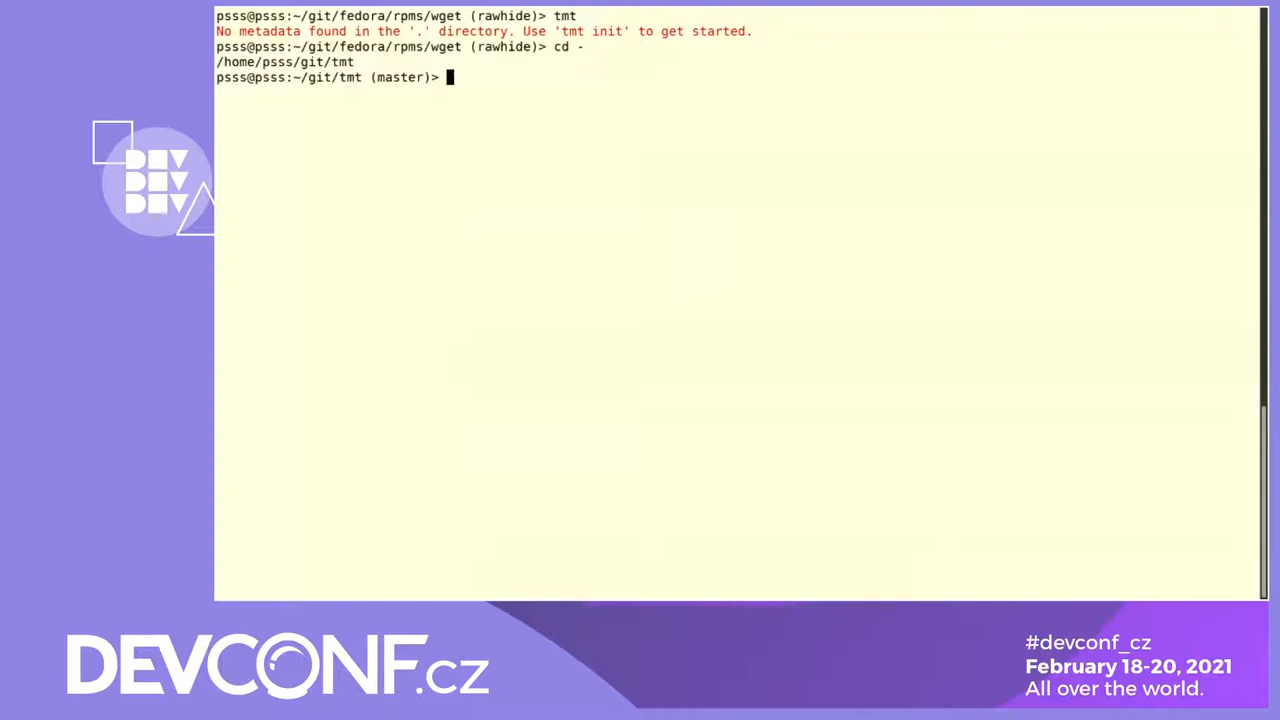 psss@psss:~/git/fedora/rpms/wget (rawhide)> tmt
No metadata found in the '.' directory. Use 'tmt init' to get started.
psss@psss:~/git/fedora/rpms/wget (rawhide)> cd -
/home/psss/git/tmt
psss@psss:~/git/tmt (master)>
DEV
DEV
DEV
DEVCONF.cz
#devconf_cz
February 18-20, 2021
All over the world.